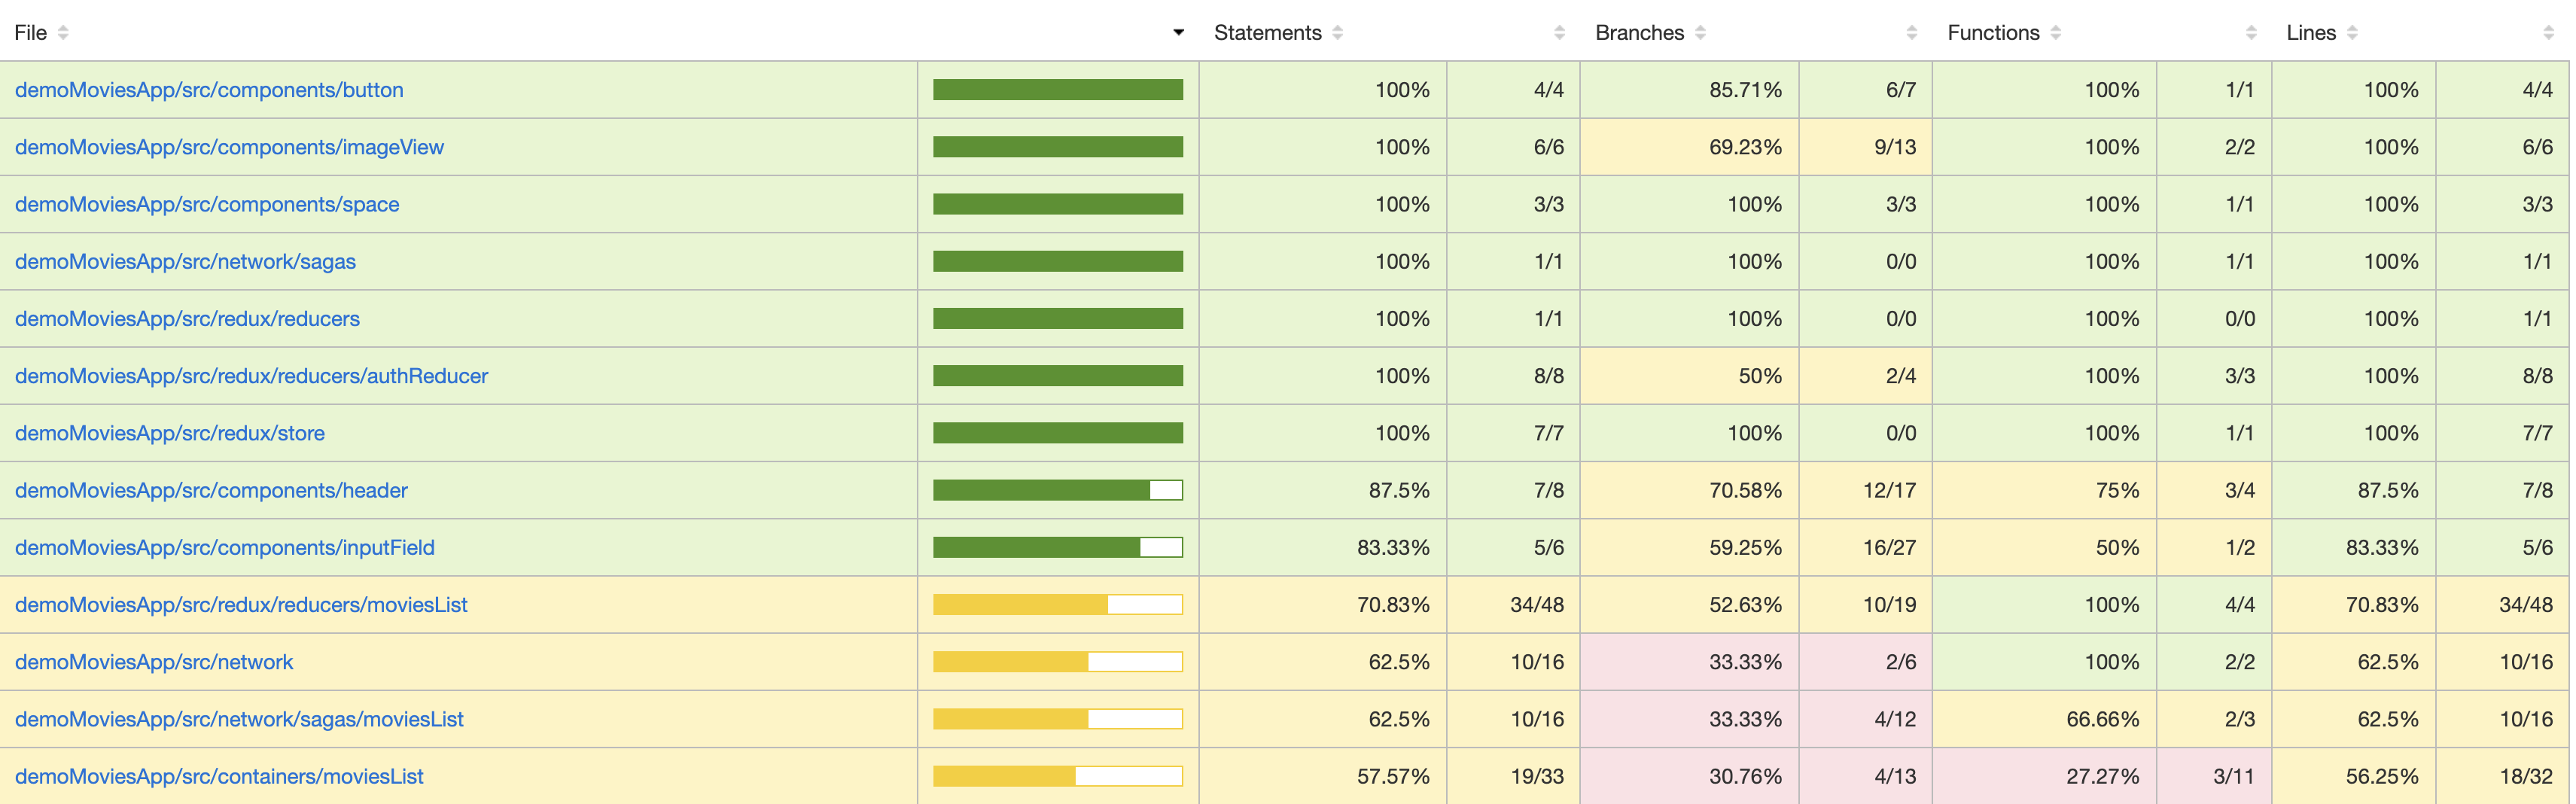 File Statements Branches Functions Lines
demoMoviesApp/src/components/button 100% 4/4 85.71% 6/7 100% 1/1 100% 4/4
demoMoviesApp/src/components/imageView 100% 6/6 69.23% 9/13 100% 2/2 100% 6/6
demoMoviesApp/src/components/space 100% 3/3 100% 3/3 100% 1/1 100% 3/3
demoMoviesApp/src/network/sagas 100% 1/1 100% 0/0 100% 1/1 100% 1/1
demoMoviesApp/src/redux/reducers 100% 1/1 100% 0/0 100% 0/0 100% 1/1
demoMoviesApp/src/redux/reducers/authReducer 100% 8/8 50% 2/4 100% 3/3 100% 8/8
demoMoviesApp/src/redux/store 100% 7/7 100% 0/0 100% 1/1 100% 7/7
demoMoviesApp/src/components/header 87.5% 7/8 70.58% 12/17 75% 3/4 87.5% 7/8
demoMoviesApp/src/components/inputField 83.33% 5/6 59.25% 16/27 50% 1/2 83.33% 5/6
demoMoviesApp/src/redux/reducers/moviesList 70.83% 34/48 52.63% 10/19 100% 4/4 70.83% 34/48
demoMoviesApp/src/network 62.5% 10/16 33.33% 2/6 100% 2/2 62.5% 10/16
demoMoviesApp/src/network/sagas/moviesList 62.5% 10/16 33.33% 4/12 66.66% 2/3 62.5% 10/16
demoMoviesApp/src/containers/moviesList 57.57% 19/33 30.76% 4/13 27.27% 3/11 56.25% 18/32